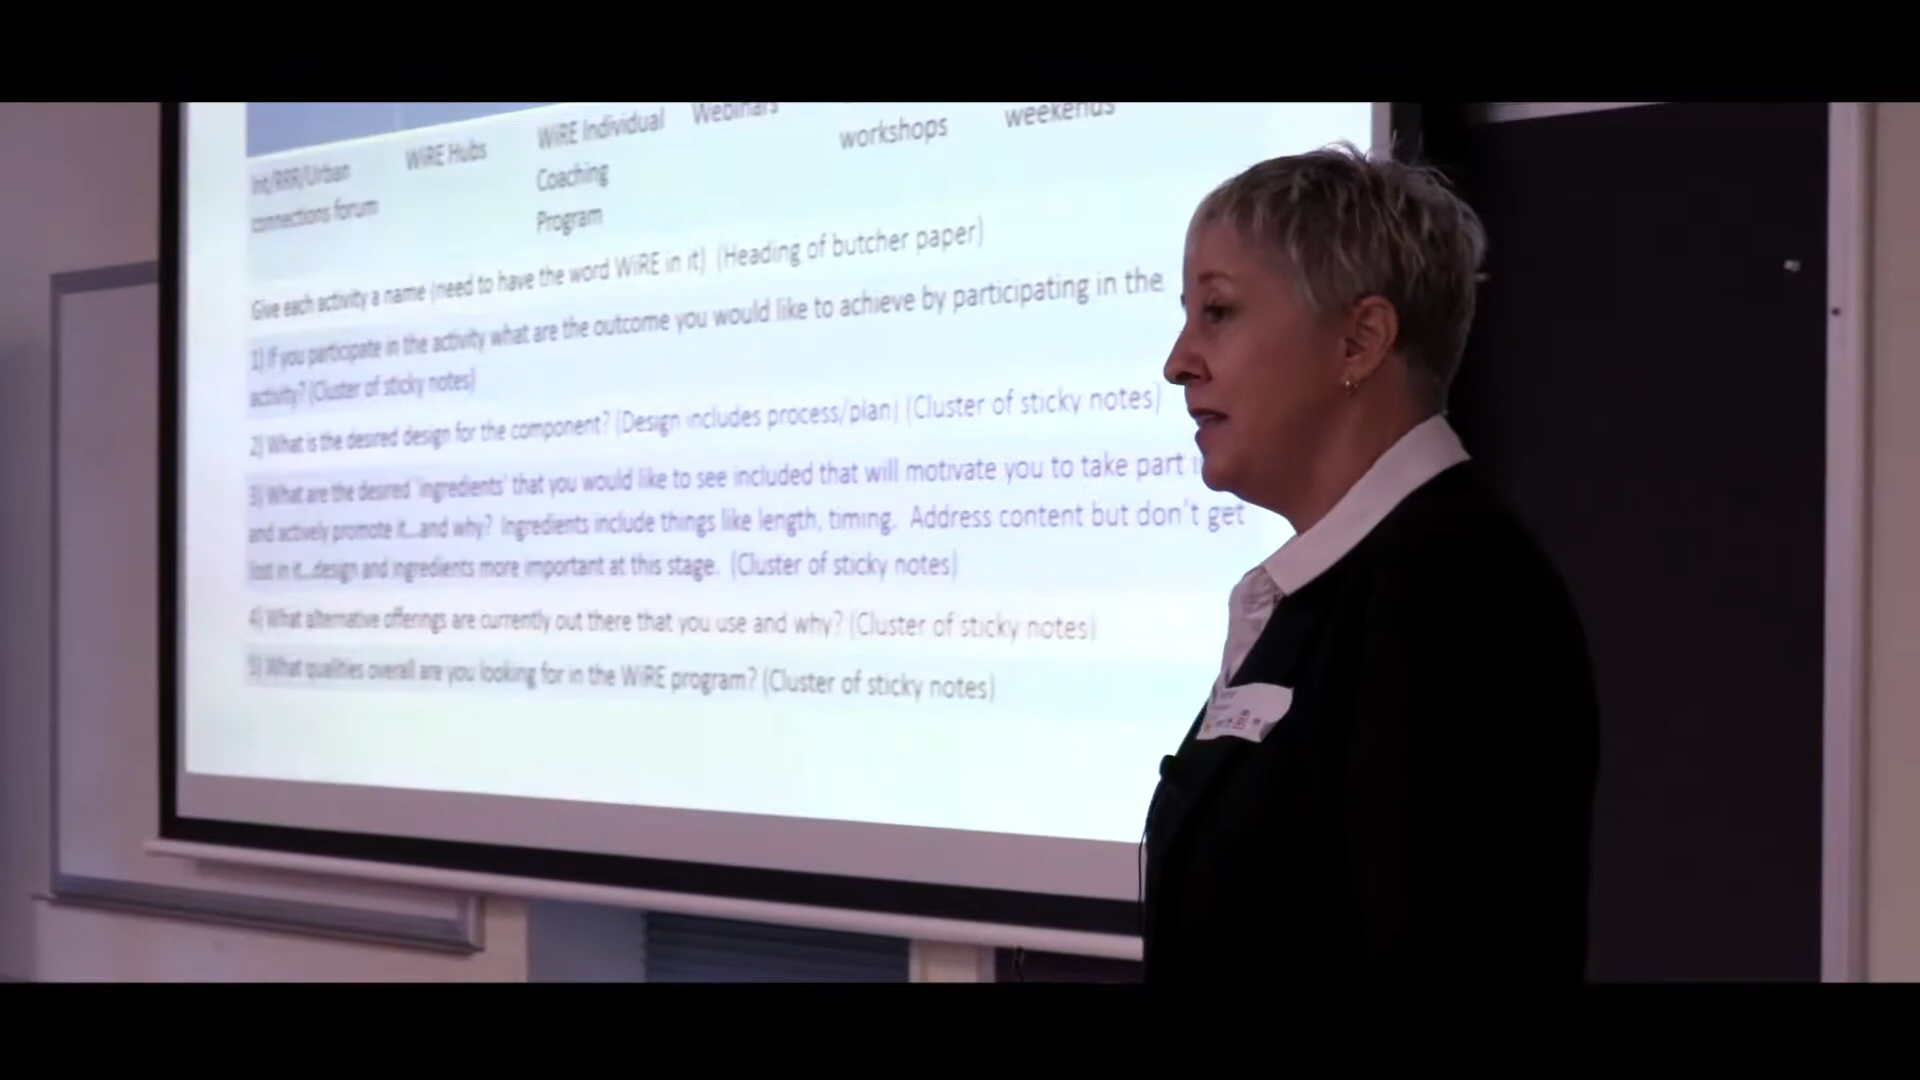 Int/RRR/Urban
connections forum
WiRE Hubs
WiRE Individual
Coaching
Program
Webinars
workshops
weekends
Give each activity a name (need to have the word WiRE in it) (Heading of butcher paper)
1) If you participate in the activity what are the outcome you would like to achieve by participating in the
activity? (Cluster of sticky notes)
2) What is the desired design for the component? (Design includes process/plan) (Cluster of sticky notes)
3) What are the desired 'ingredients' that you would like to see included that will motivate you to take part
and actively promote it...and why? Ingredients include things like length, timing. Address content but don't get
lost in it...design and ingredients more important at this stage. (Cluster of sticky notes)
4) What alternative offerings are currently out there that you use and why? (Cluster of sticky notes)
5) What qualities overall are you looking for in the WiRE program? (Cluster of sticky notes)